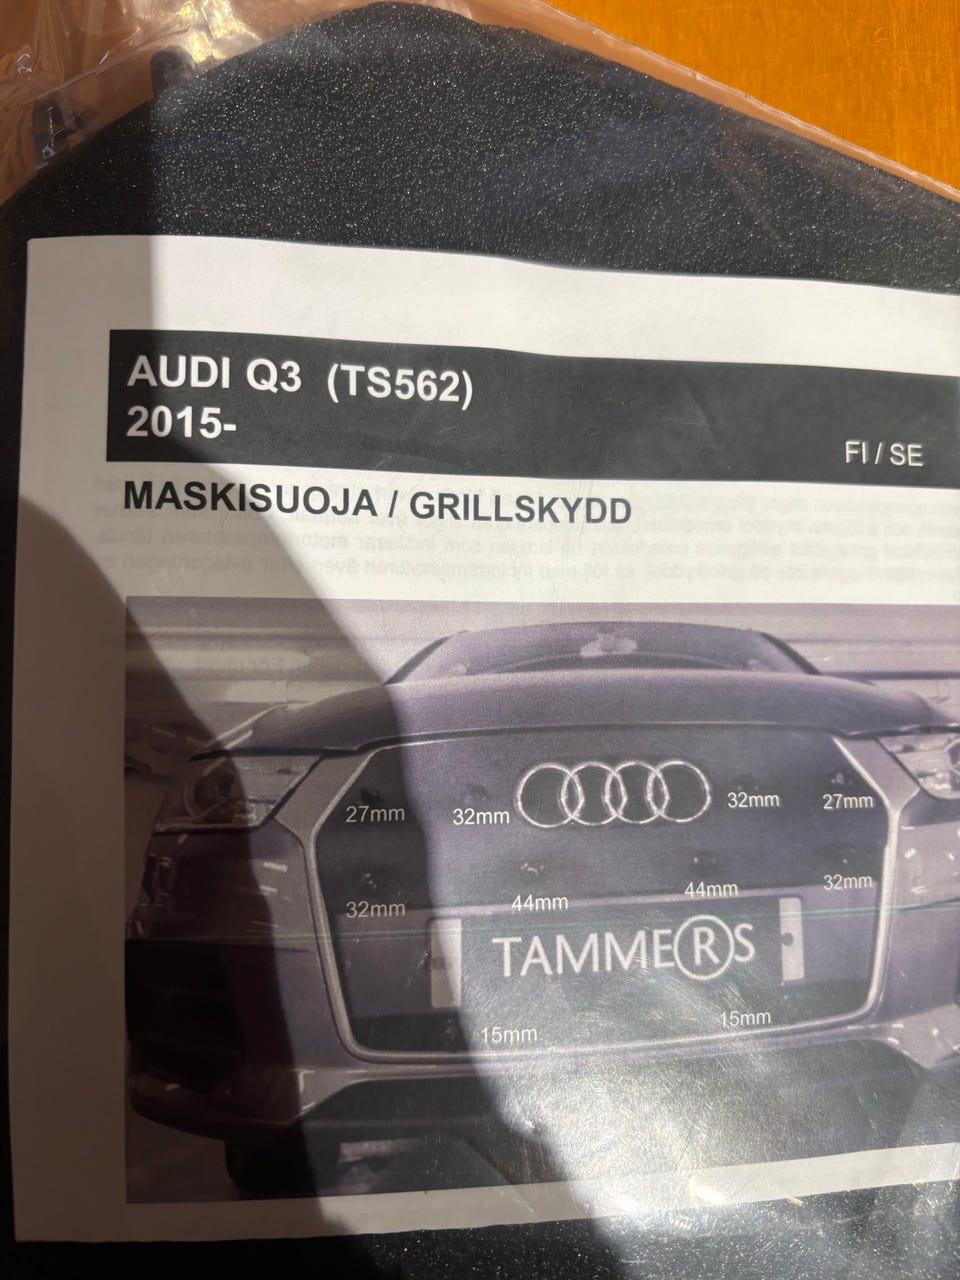 AUDI Q3 (TS562)
2015-
FI / SE
MASKISUOJA / GRILLSKYDD
27mm 32mm 32mm 27mm
32mm 44mm 44mm 32mm
TAMMERS
15mm 15mm